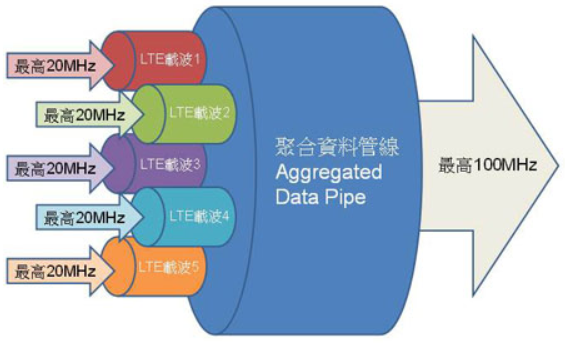 最高20MHz
LTE載波1
最高20MHz
LTE載波2
最高20MHz
LTE載波3
最高20MHz
LTE載波4
最高20MHz
LTE載波5
聚合資料管線
Aggregated
Data Pipe
最高100MHz